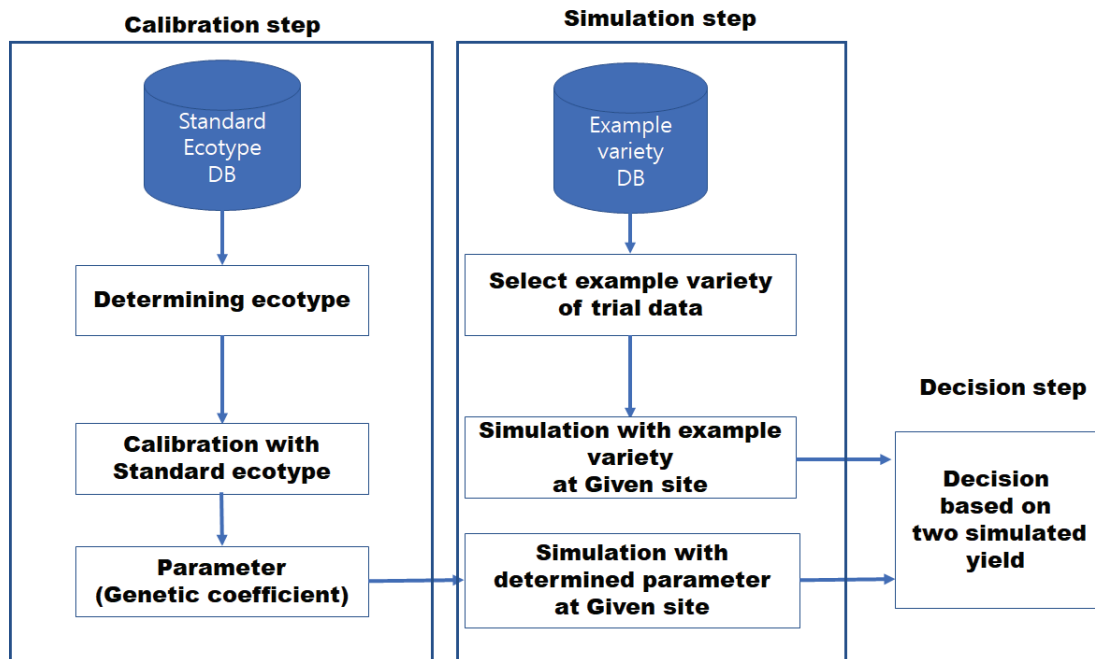 Calibration step
Standard
Ecotype
DB
Determining ecotype
Calibration with
Standard ecotype
Parameter
(Genetic coefficient)
Simulation step
Example
variety
DB
Select example variety
of trial data
Simulation with example
variety
at Given site
Simulation with
determined parameter
at Given site
Decision step
Decision
based on
two simulated
yield